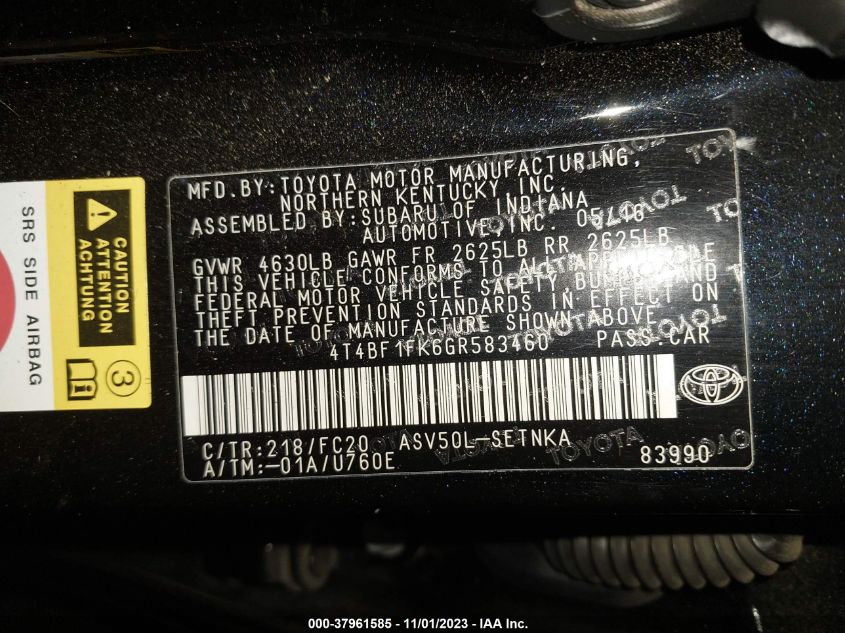 MFD.BY:TOYOTA MOTOR MANUFACTURING,
NORTHERN KENTUCKY INC.
ASSEMBLED BY:SUBARU OF INDIANA
AUTOMOTIVE,INC. 05/16
GVWR 4630LB GAWR FR 2625LB RR 2625LB
THIS VEHICLE CONFORMS TO ALL APPLICABLE
FEDERAL MOTOR VEHICLE SAFETY,BUMPER,AND
THEFT PREVENTION STANDARDS IN EFFECT ON
THE DATE OF MANUFACTURE SHOWN ABOVE
4T4BF1FK6GR583460 PASS.CAR
C/TR:218/FC20 ASV50L-SETNKA
A/TM:-01A/U760E 83990
TOYOTA
SRS SIDE AIRBAG
CAUTION
ATTENTION
ACHTUNG
3
000-37961585 - 11/01/2023 - IAA Inc.